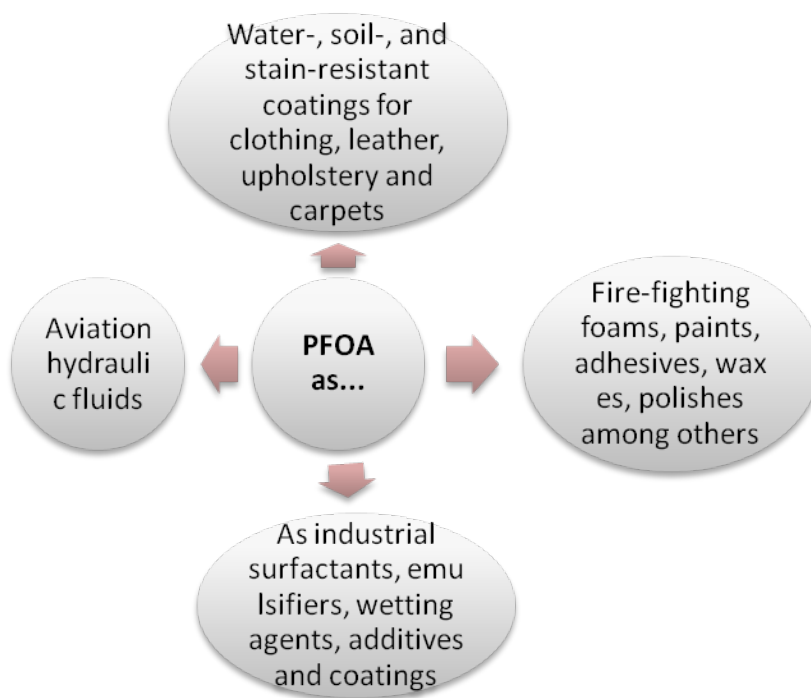 Water-, soil-, and
stain-resistant
coatings for
clothing, leather,
upholstery and
carpets
Aviation
hydrauli
c fluids
PFOA
as...
Fire-fighting
foams, paints,
adhesives, wax
es, polishes
among others
As industrial
surfactants, emu
lsifiers, wetting
agents, additives
and coatings